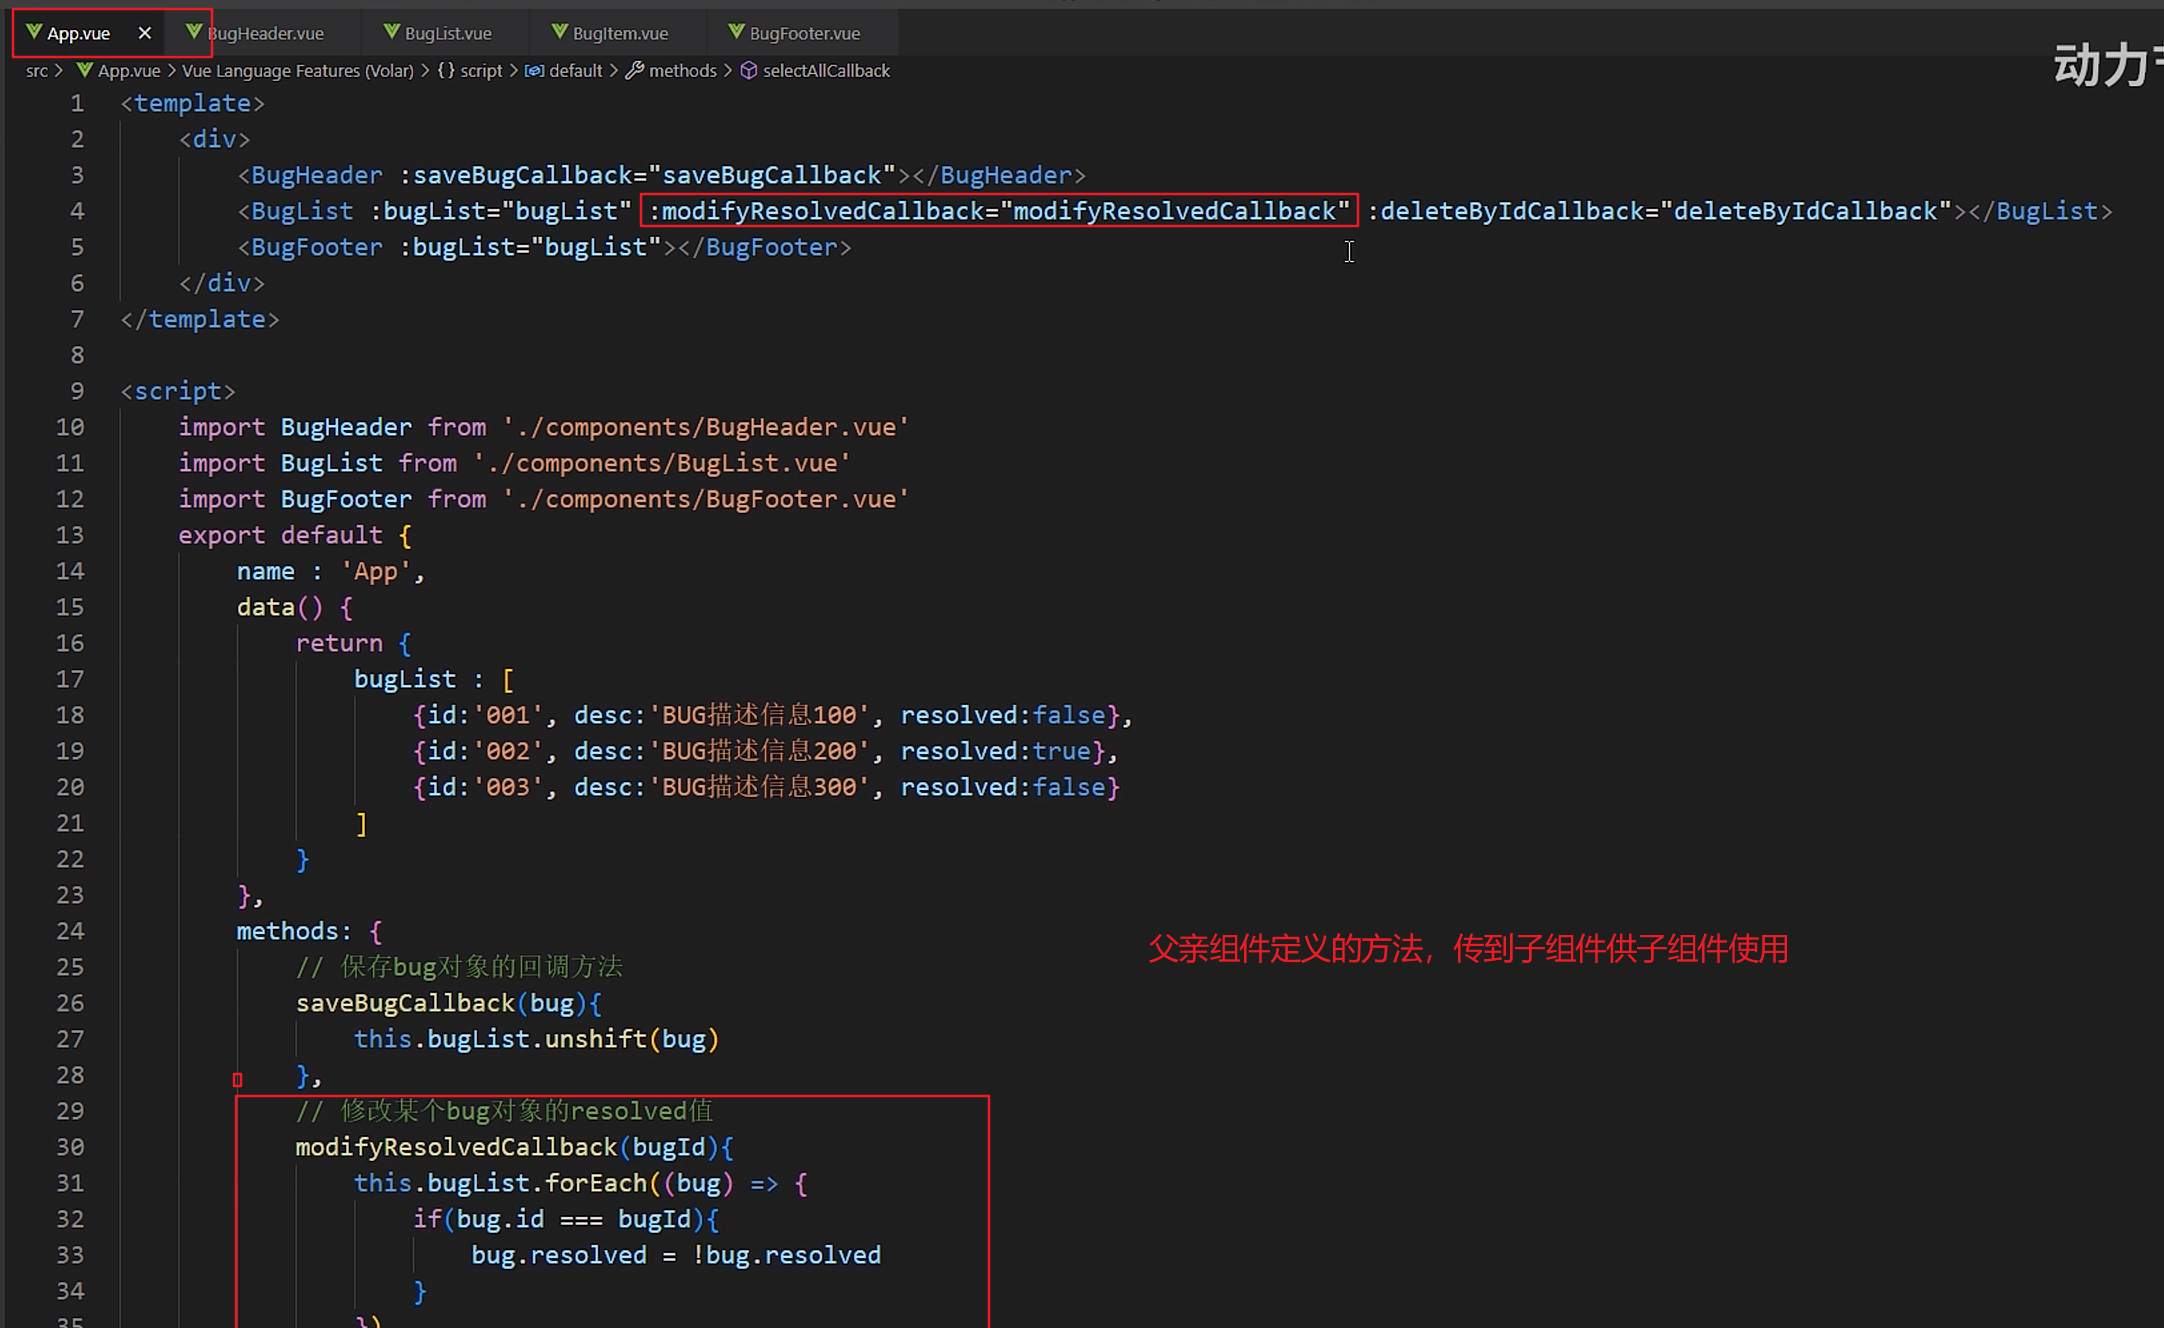 App.vue
BugHeader.vue
BugList.vue
BugItem.vue
BugFooter.vue
动力
src > App.vue > Vue Language Features (Volar) > {} script > default > methods > selectAllCallback
1 <template>
2 <div>
3 <BugHeader :saveBugCallback="saveBugCallback"></BugHeader>
4 <BugList :bugList="bugList" :modifyResolvedCallback="modifyResolvedCallback" :deleteByIdCallback="deleteByIdCallback"></BugList>
5 <BugFooter :bugList="bugList"></BugFooter>
6 </div>
7 </template>
8
9 <script>
10 import BugHeader from './components/BugHeader.vue'
11 import BugList from './components/BugList.vue'
12 import BugFooter from './components/BugFooter.vue'
13 export default {
14 name : 'App',
15 data() {
16 return {
17 bugList : [
18 {id:'001', desc:'BUG描述信息100', resolved:false},
19 {id:'002', desc:'BUG描述信息200', resolved:true},
20 {id:'003', desc:'BUG描述信息300', resolved:false}
21 ]
22 }
23 },
24 methods: {
父亲组件定义的方法，传到子组件供子组件使用
25 // 保存bug对象的回调方法
26 saveBugCallback(bug){
27 this.bugList.unshift(bug)
28 },
29 // 修改某个bug对象的resolved值
30 modifyResolvedCallback(bugId){
31 this.bugList.forEach((bug) => {
32 if(bug.id === bugId){
33 bug.resolved = !bug.resolved
34 }
35 })